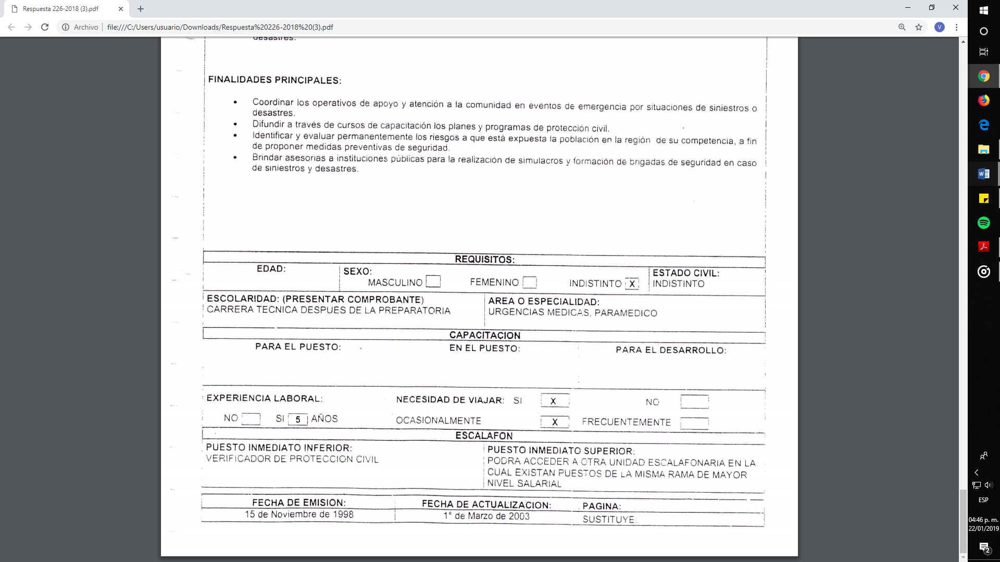 Respuesta 226-2018 (3).pdf
Archivo
file:///C:/Users/usuario/Downloads/Respuesta%20226-2018%20(3).pdf
V
desastres.
FINALIDADES PRINCIPALES:
• Coordinar los operativos de apoyo y atención a la comunidad en eventos de emergencia por situaciones de siniestros o
desastres.
• Difundir a través de cursos de capacitación los planes y programas de protección civil.
• Identificar y evaluar permanentemente los riesgos a que está expuesta la población en la región de su competencia, a fin
de proponer medidas preventivas de seguridad.
• Brindar asesorias a instituciones públicas para la realización de simulacros y formación de brigadas de seguridad en caso
de siniestros y desastres.
REQUISITOS:
EDAD:
SEXO:
MASCULINO FEMENINO INDISTINTO X
ESTADO CIVIL:
INDISTINTO
ESCOLARIDAD: (PRESENTAR COMPROBANTE)
CARRERA TECNICA DESPUES DE LA PREPARATORIA
AREA O ESPECIALIDAD:
URGENCIAS MEDICAS, PARAMEDICO
CAPACITACION
PARA EL PUESTO: EN EL PUESTO: PARA EL DESARROLLO:
EXPERIENCIA LABORAL:
NO SI 5 AÑOS
NECESIDAD DE VIAJAR: SI X NO
OCASIONALMENTE X FRECUENTEMENTE
ESCALAFON
PUESTO INMEDIATO INFERIOR:
VERIFICADOR DE PROTECCION CIVIL
PUESTO INMEDIATO SUPERIOR:
PODRA ACCEDER A OTRA UNIDAD ESCALAFONARIA EN LA
CUAL EXISTAN PUESTOS DE LA MISMA RAMA DE MAYOR
NIVEL SALARIAL
FECHA DE EMISION:
15 de Noviembre de 1998
FECHA DE ACTUALIZACION:
1° de Marzo de 2003
PAGINA:
SUSTITUYE.
ESP
04:46 p. m.
22/01/2019
2